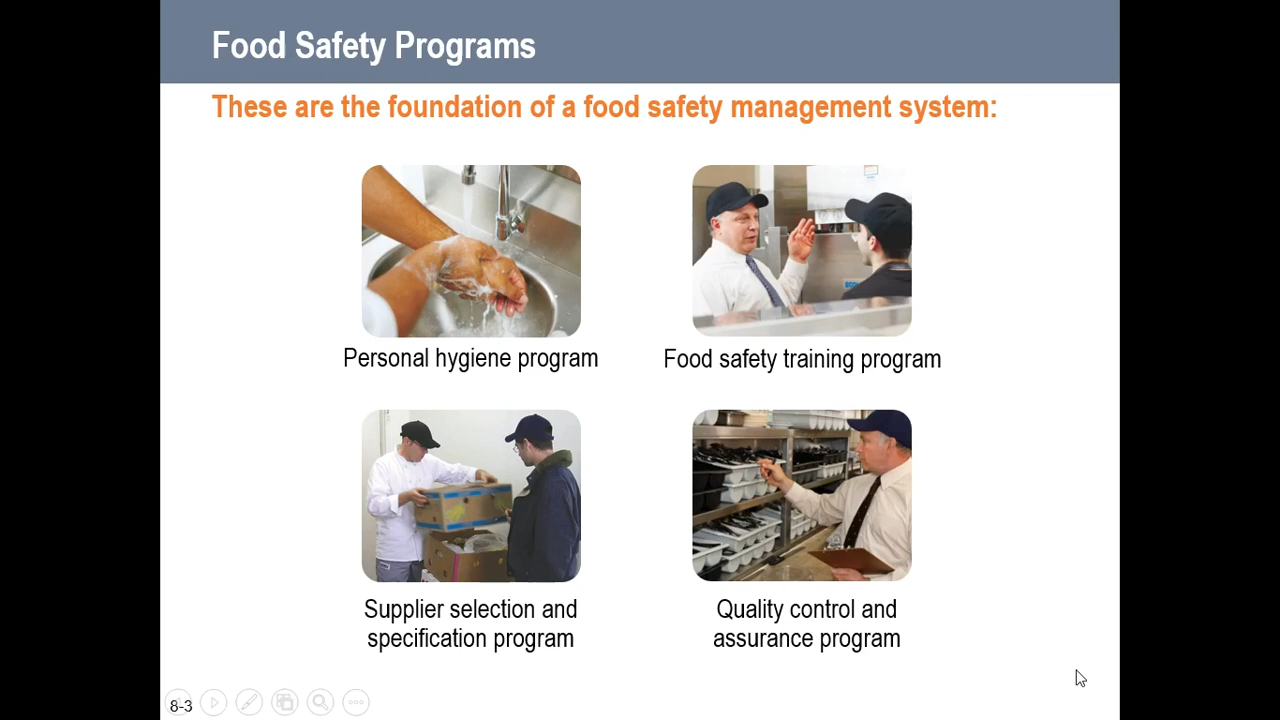 Food Safety Programs
These are the foundation of a food safety management system:
Personal hygiene program
Food safety training program
Supplier selection and
specification program
Quality control and
assurance program
8-3